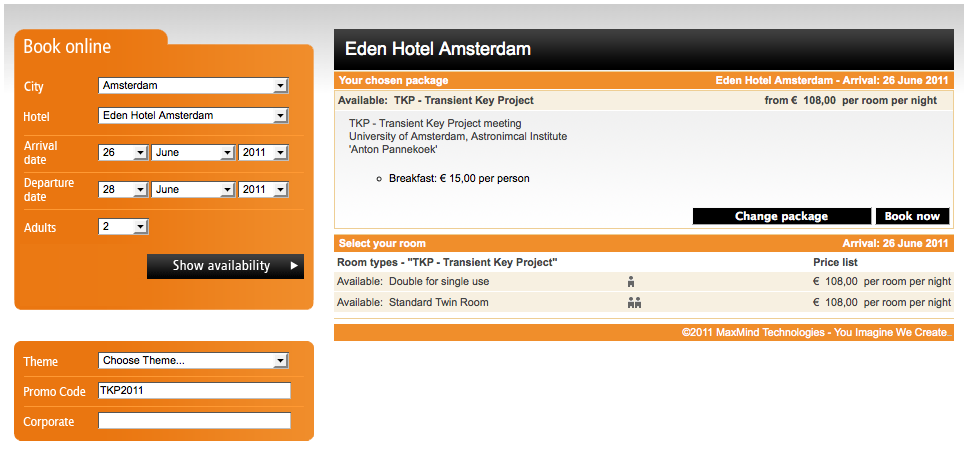 Book online
City Amsterdam
Hotel Eden Hotel Amsterdam
Arrival
date
26 June 2011
Departure
date
28 June 2011
Adults 2
Show availability
Theme Choose Theme...
Promo Code TKP2011
Corporate
Eden Hotel Amsterdam
Your chosen package Eden Hotel Amsterdam - Arrival: 26 June 2011
Available: TKP - Transient Key Project from € 108,00 per room per night
TKP - Transient Key Project meeting
University of Amsterdam, Astronimcal Institute
'Anton Pannekoek'
Breakfast: € 15,00 per person
Change package Book now
Select your room Arrival: 26 June 2011
Room types - "TKP - Transient Key Project" Price list
Available: Double for single use € 108,00 per room per night
Available: Standard Twin Room € 108,00 per room per night
©2011 MaxMind Technologies - You Imagine We Create.